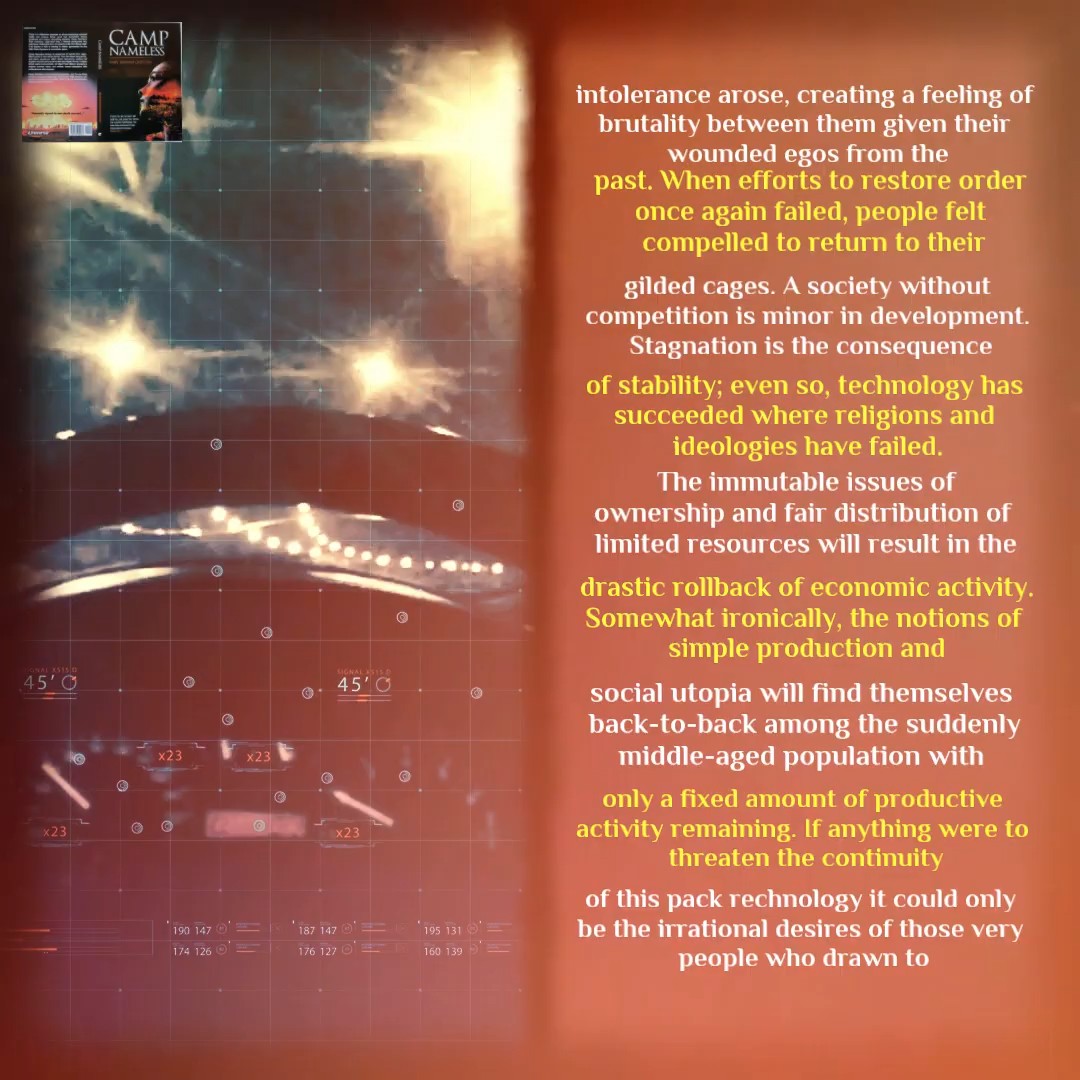 CAMP
NAMELESS
intolerance arose, creating a feeling of
brutality between them given their
wounded egos from the
past. When efforts to restore order
once again failed, people felt
compelled to return to their
gilded cages. A society without
competition is minor in development.
Stagnation is the consequence
of stability; even so, technology has
succeeded where religions and
ideologies have failed.
The immutable issues of
ownership and fair distribution of
limited resources will result in the
drastic rollback of economic activity.
Somewhat ironically, the notions of
simple production and
social utopia will find themselves
back-to-back among the suddenly
middle-aged population with
only a fixed amount of productive
activity remaining. If anything were to
threaten the continuity
of this pack rechnology it could only
be the irrational desires of those very
people who drawn to
SIGNAL XS15.D
45'
SIGNAL XS15.D
45'
x23
x23
x23
x23
190 147
187 147
195 131
174 126
176 127
160 139